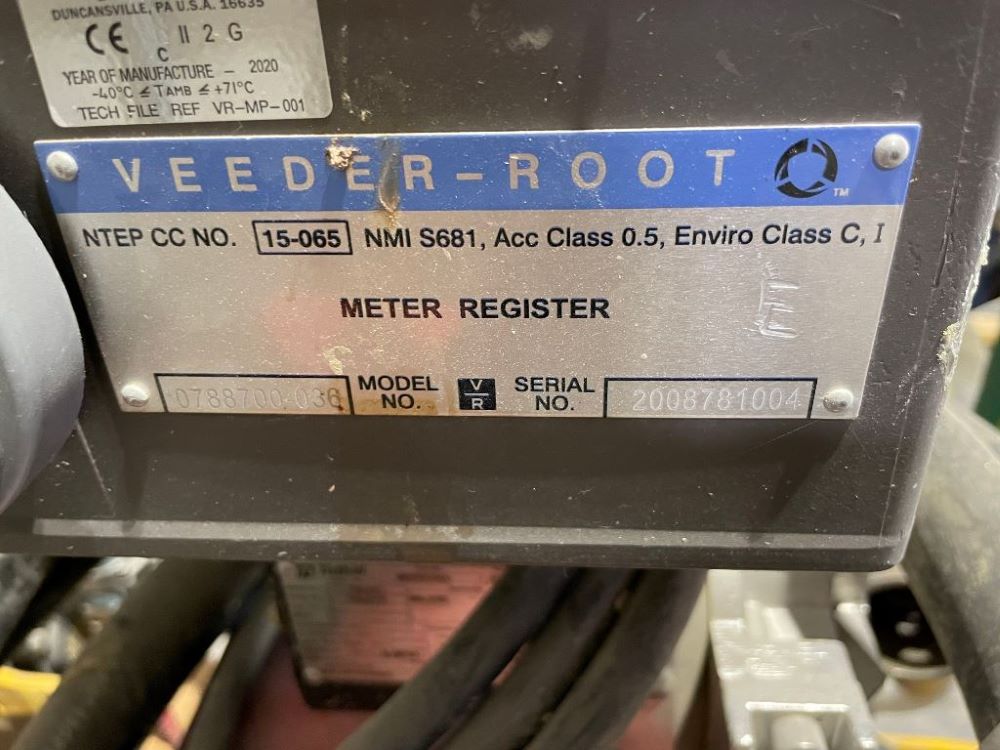 DUNCANSVILLE, PA U.S.A. 16635
CE II 2 G
C
YEAR OF MANUFACTURE – 2020
-40°C ≤ TAMB ≤ +71°C
TECH FILE REF VR-MP-001
VEEDER-ROOT TM
NTEP CC NO. 15-065 NMI S681, Acc Class 0.5, Enviro Class C, I
METER REGISTER
0788700-036 MODEL NO. V/R SERIAL NO. 2008781004